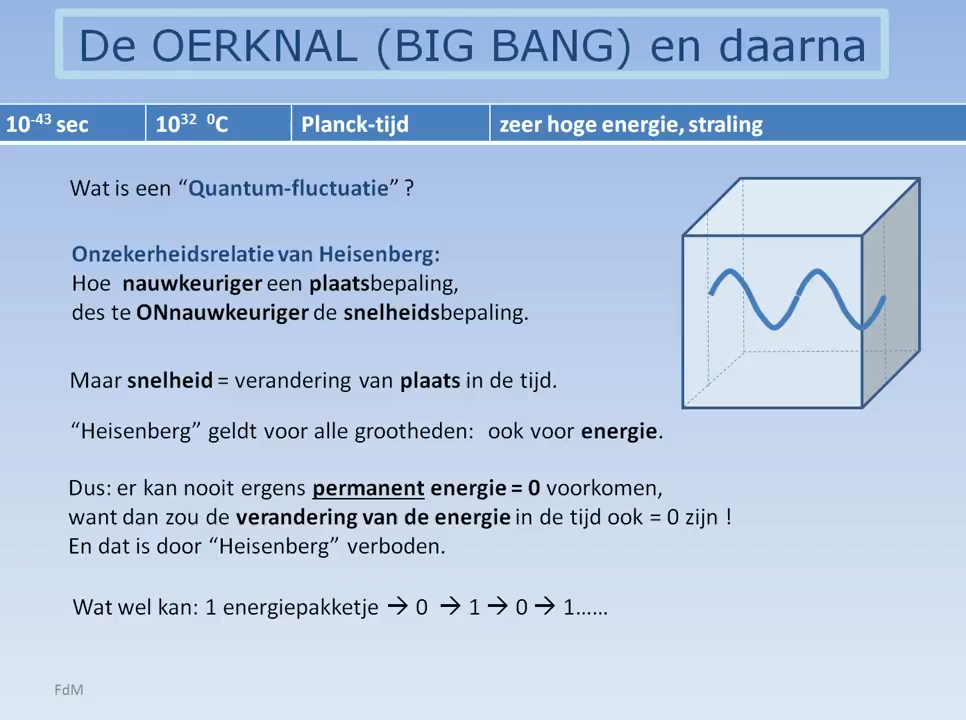 De OERKNAL (BIG BANG) en daarna
10⁻⁴³ sec 10³² ⁰C Planck-tijd zeer hoge energie, straling
Wat is een “Quantum-fluctuatie” ?
Onzekerheidsrelatie van Heisenberg:
Hoe nauwkeuriger een plaatsbepaling,
des te ONnauwkeuriger de snelheidsbepaling.
Maar snelheid = verandering van plaats in de tijd.
“Heisenberg” geldt voor alle grootheden: ook voor energie.
Dus: er kan nooit ergens permanent energie = 0 voorkomen,
want dan zou de verandering van de energie in de tijd ook = 0 zijn !
En dat is door “Heisenberg” verboden.
Wat wel kan: 1 energiepakketje → 0 → 1 → 0 → 1……
FdM